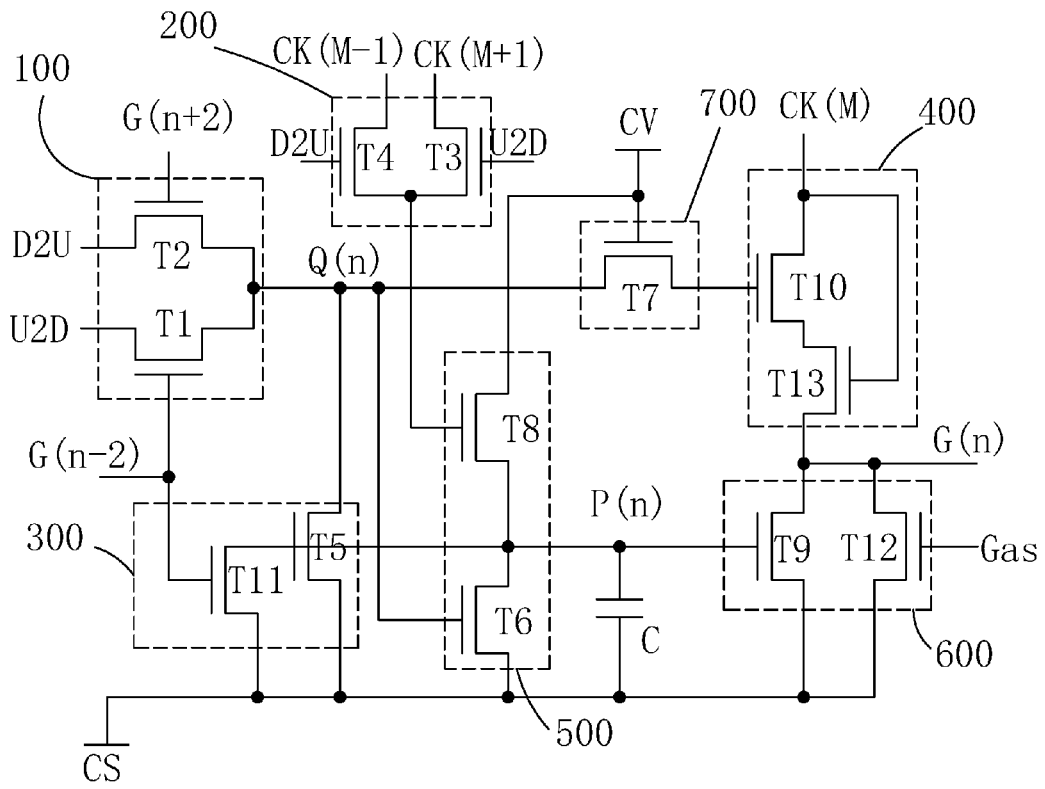 200
CK(M-1) CK(M+1)
100
700
G(n+2)
CV
CK(M)
400
D2U
T4
T3
U2D
D2U
T2
Q(n)
T10
T7
T1
U2D
T13
T8
G(n-2)
G(n)
P(n)
300
T5
T9
T12
Gas
T11
T6
C
600
500
CS